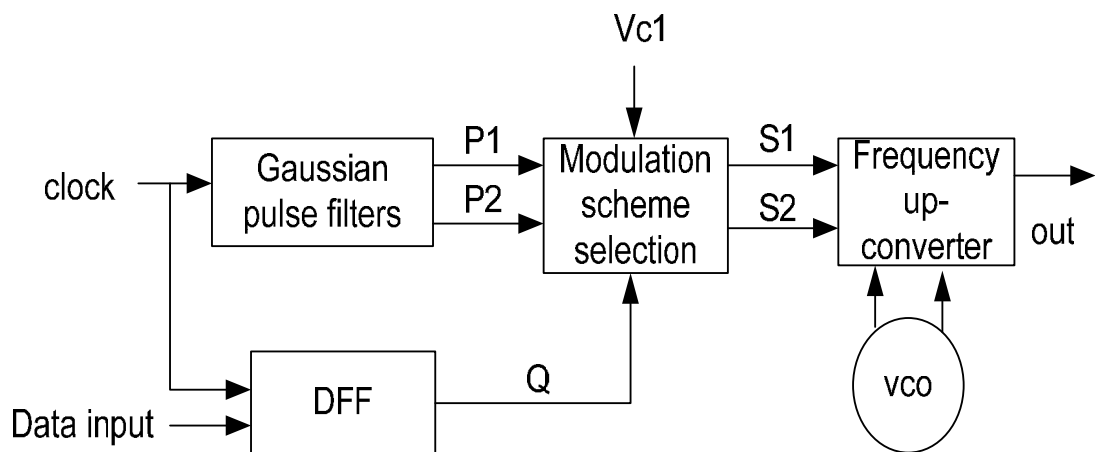 Vc1
clock
Gaussian
pulse filters
P1
P2
Modulation
scheme
selection
S1
S2
Frequency
up-
converter
out
Data input
DFF
Q
vco